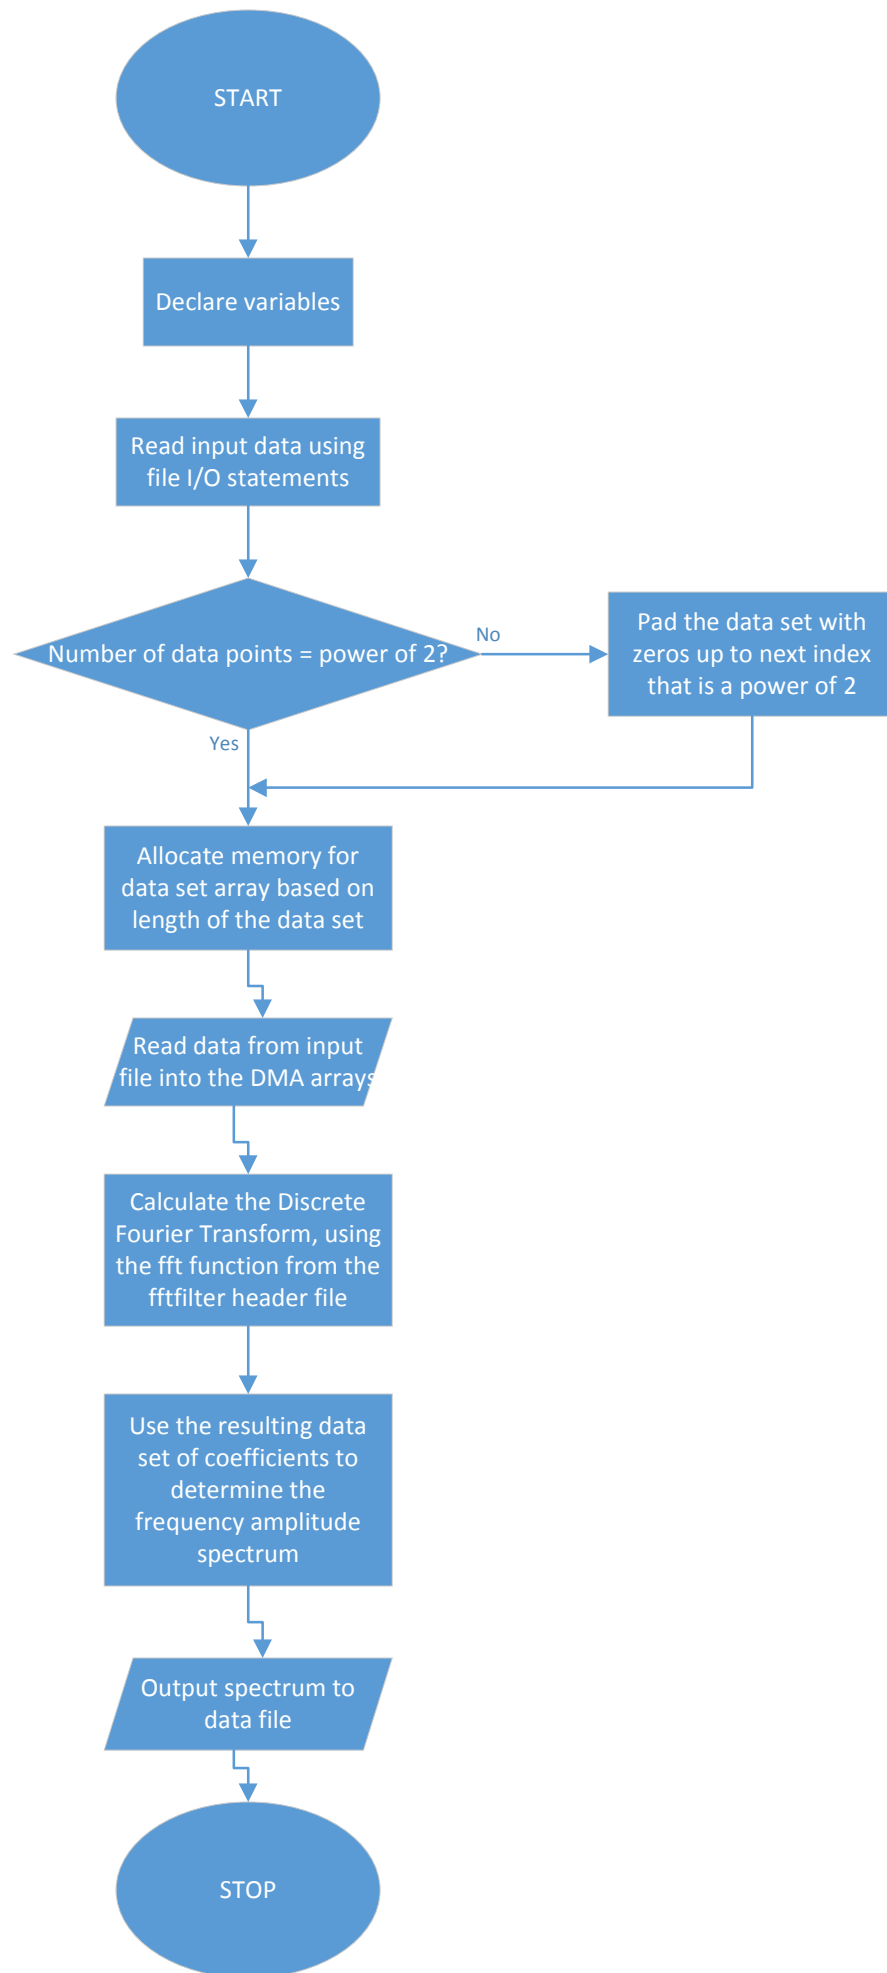 START
Declare variables
Read input data using
file I/O statements
Number of data points = power of 2?
No
Pad the data set with
zeros up to next index
that is a power of 2
Yes
Allocate memory for
data set array based on
length of the data set
Read data from input
file into the DMA arrays
Calculate the Discrete
Fourier Transform, using
the fft function from the
fftfilter header file
Use the resulting data
set of coefficients to
determine the
frequency amplitude
spectrum
Output spectrum to
data file
STOP